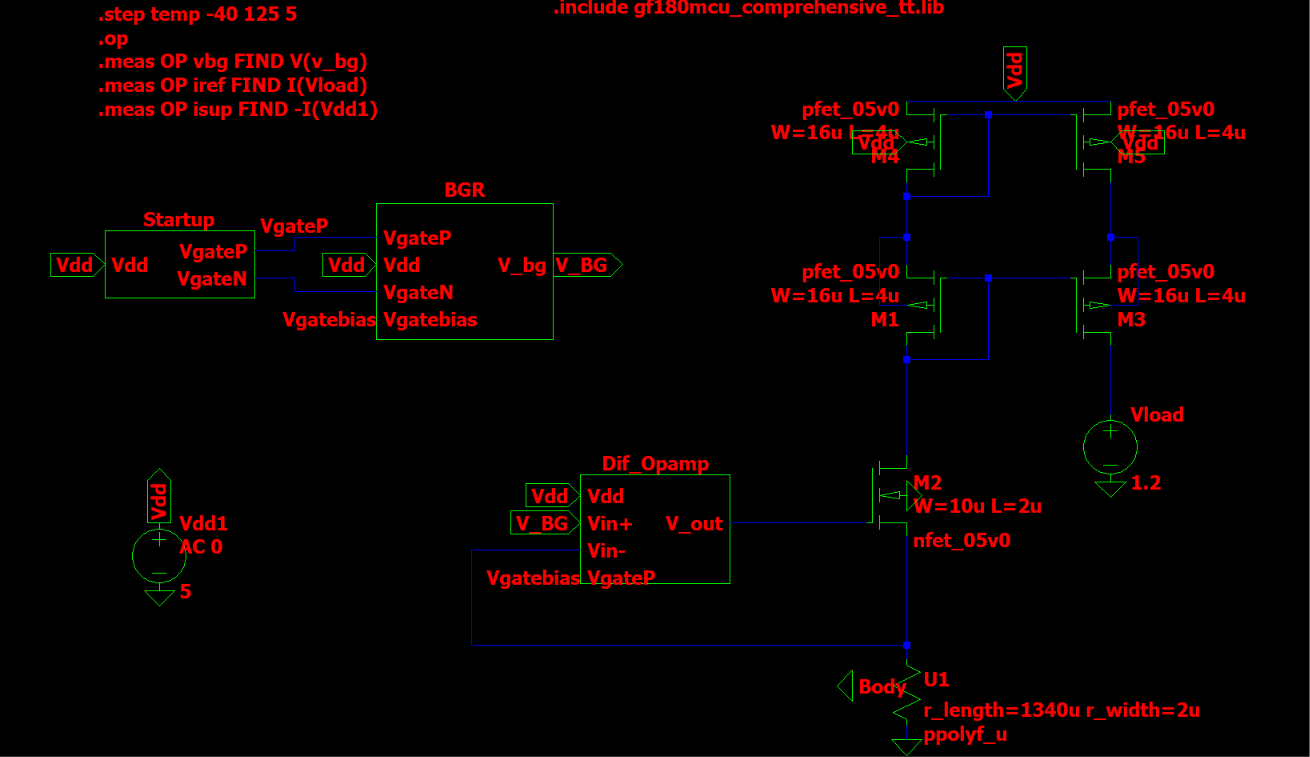 .step temp -40 125 5
.op
.meas OP vbg FIND V(v_bg)
.meas OP iref FIND I(Vload)
.meas OP isup FIND -I(Vdd1)
.include gf180mcu_comprehensive_tt.lib
Vdd
pfet_05v0
W=16u L=4u
Vdd
M4
pfet_05v0
W=16u L=4u
Vdd
M5
Startup
Vdd
Vdd
VgateP
VgateN
VgateP
BGR
Vdd
VgateP
Vdd
VgateN
Vgatebias
Vgatebias
V_bg
V_BG
pfet_05v0
W=16u L=4u
M1
pfet_05v0
W=16u L=4u
M3
Vload
1.2
Vdd
Vdd1
AC 0
5
Dif_Opamp
Vdd
Vdd
V_BG
Vin+
V_out
Vin-
Vgatebias
VgateP
M2
W=10u L=2u
nfet_05v0
Body
U1
r_length=1340u r_width=2u
ppolyf_u